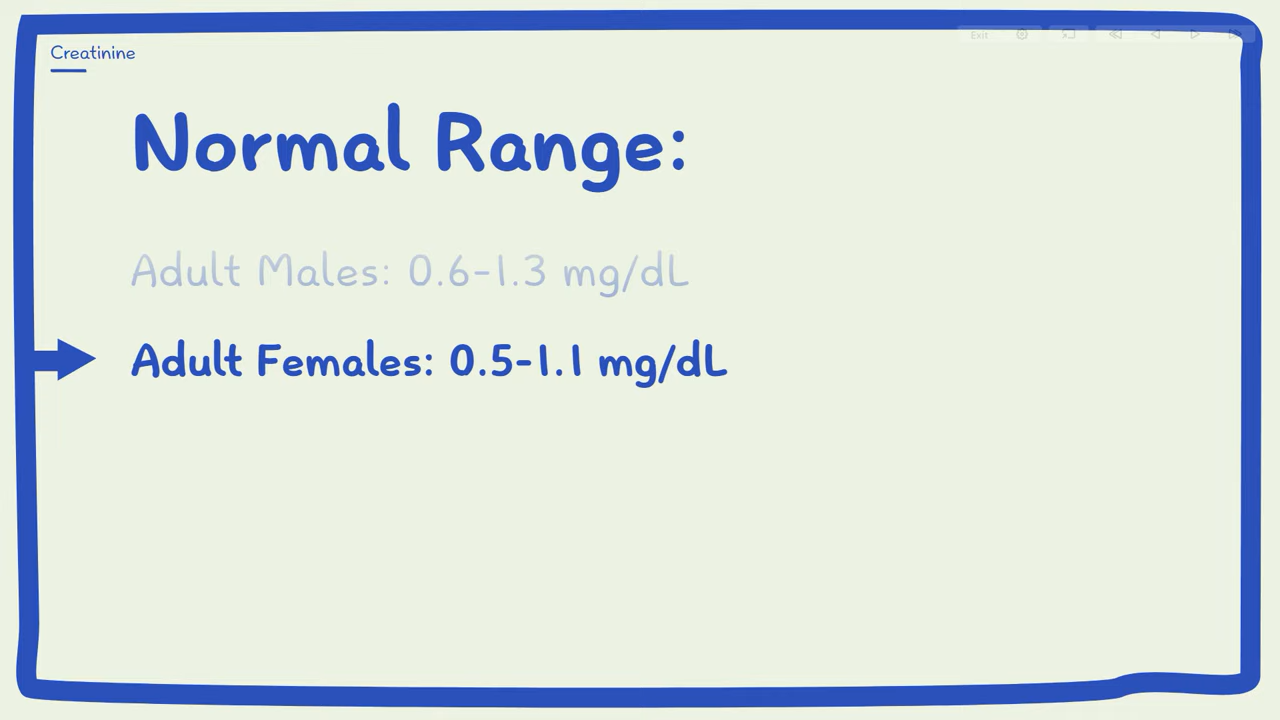 Exit
Creatinine
Normal Range:
Adult Males: 0.6-1.3 mg/dL
Adult Females: 0.5-1.1 mg/dL